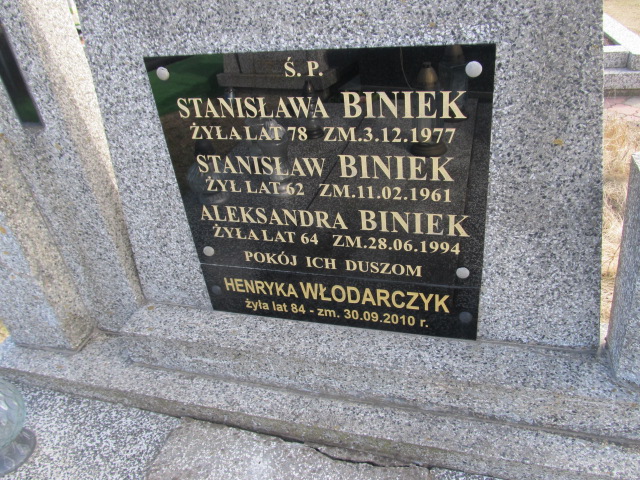 Ś. P.
STANISŁAWA BINIEK
ŻYŁA LAT 78 ZM.3.12.1977
STANISŁAW BINIEK
ŻYŁ LAT 62 ZM.11.02.1961
ALEKSANDRA BINIEK
ŻYŁA LAT 64 ZM.28.06.1994
POKÓJ ICH DUSZOM
HENRYKA WŁODARCZYK
żyła lat 84 - zm. 30.09.2010 r.